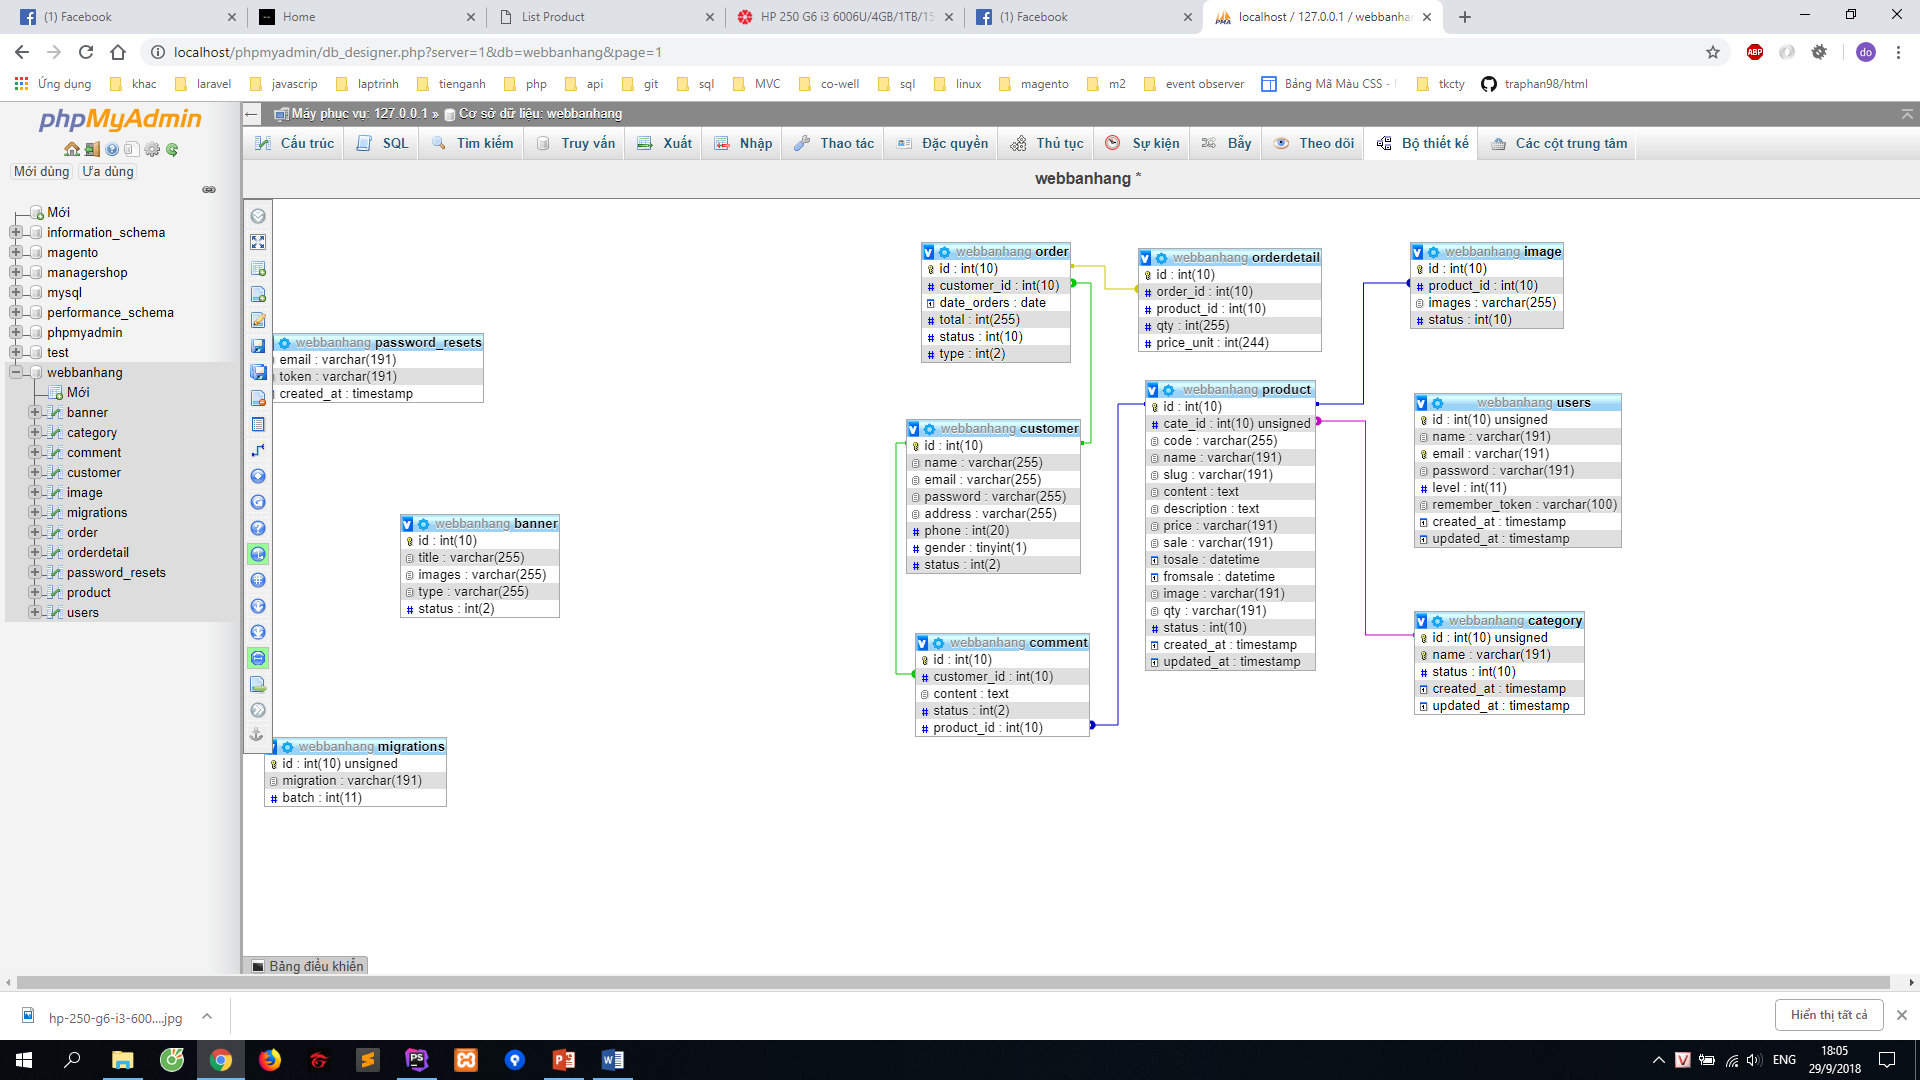 (1) Facebook
Home
List Product
HP 250 G6 i3 6006U/4GB/1TB/15
(1) Facebook
localhost / 127.0.0.1 / webbanha
localhost/phpmyadmin/db_designer.php?server=1&db=webbanhang&page=1
ABP
do
Ứng dụng
khac
laravel
javascrip
laptrinh
tienganh
php
api
git
sql
MVC
co-well
sql
linux
magento
m2
event observer
Bảng Mã Màu CSS -
tkcty
traphan98/html
phpMyAdmin
Mới dùng
Ưa dùng
Mới
information_schema
magento
managershop
mysql
performance_schema
phpmyadmin
test
webbanhang
Mới
banner
category
comment
customer
image
migrations
order
orderdetail
password_resets
product
users
Máy phục vụ: 127.0.0.1 » Cơ sở dữ liệu: webbanhang
Cấu trúc
SQL
Tìm kiếm
Truy vấn
Xuất
Nhập
Thao tác
Đặc quyền
Thủ tục
Sự kiện
Bẫy
Theo dõi
Bộ thiết kế
Các cột trung tâm
webbanhang *
webbanhang password_resets
email : varchar(191)
token : varchar(191)
created_at : timestamp
webbanhang banner
id : int(10)
title : varchar(255)
images : varchar(255)
type : varchar(255)
status : int(2)
webbanhang migrations
id : int(10) unsigned
migration : varchar(191)
batch : int(11)
webbanhang order
id : int(10)
customer_id : int(10)
date_orders : date
total : int(255)
status : int(10)
type : int(2)
webbanhang customer
id : int(10)
name : varchar(255)
email : varchar(255)
password : varchar(255)
address : varchar(255)
phone : int(20)
gender : tinyint(1)
status : int(2)
webbanhang comment
id : int(10)
customer_id : int(10)
content : text
status : int(2)
product_id : int(10)
webbanhang orderdetail
id : int(10)
order_id : int(10)
product_id : int(10)
qty : int(255)
price_unit : int(244)
webbanhang product
id : int(10)
cate_id : int(10) unsigned
code : varchar(255)
name : varchar(191)
slug : varchar(191)
content : text
description : text
price : varchar(191)
sale : varchar(191)
tosale : datetime
fromsale : datetime
image : varchar(191)
qty : varchar(191)
status : int(10)
created_at : timestamp
updated_at : timestamp
webbanhang image
id : int(10)
product_id : int(10)
images : varchar(255)
status : int(10)
webbanhang users
id : int(10) unsigned
name : varchar(191)
email : varchar(191)
password : varchar(191)
level : int(11)
remember_token : varchar(100)
created_at : timestamp
updated_at : timestamp
webbanhang category
id : int(10) unsigned
name : varchar(191)
status : int(10)
created_at : timestamp
updated_at : timestamp
Bảng điều khiển
hp-250-g6-i3-600....jpg
Hiển thị tất cả
ENG
18:05
29/9/2018